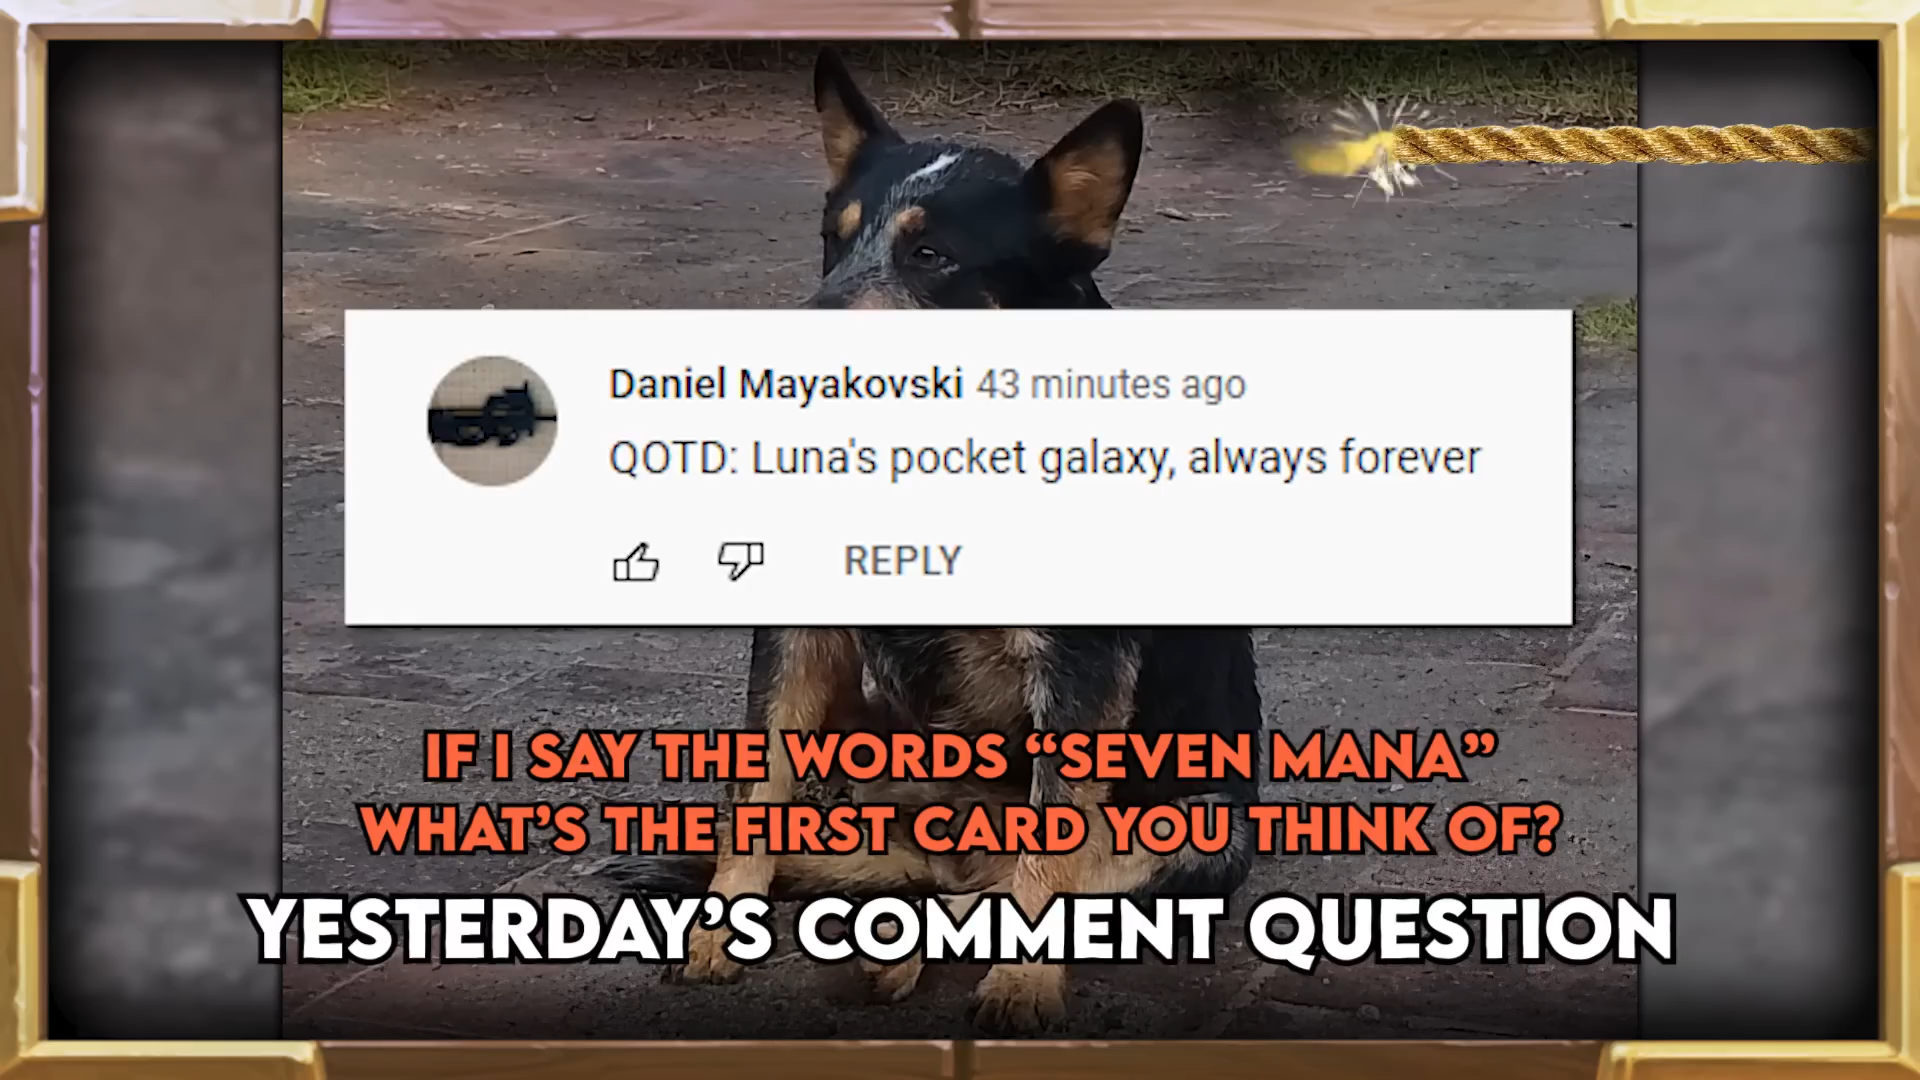 Daniel Mayakovski 43 minutes ago
QOTD: Luna's pocket galaxy, always forever
REPLY
IF I SAY THE WORDS “SEVEN MANA”
WHAT’S THE FIRST CARD YOU THINK OF?
YESTERDAY’S COMMENT QUESTION